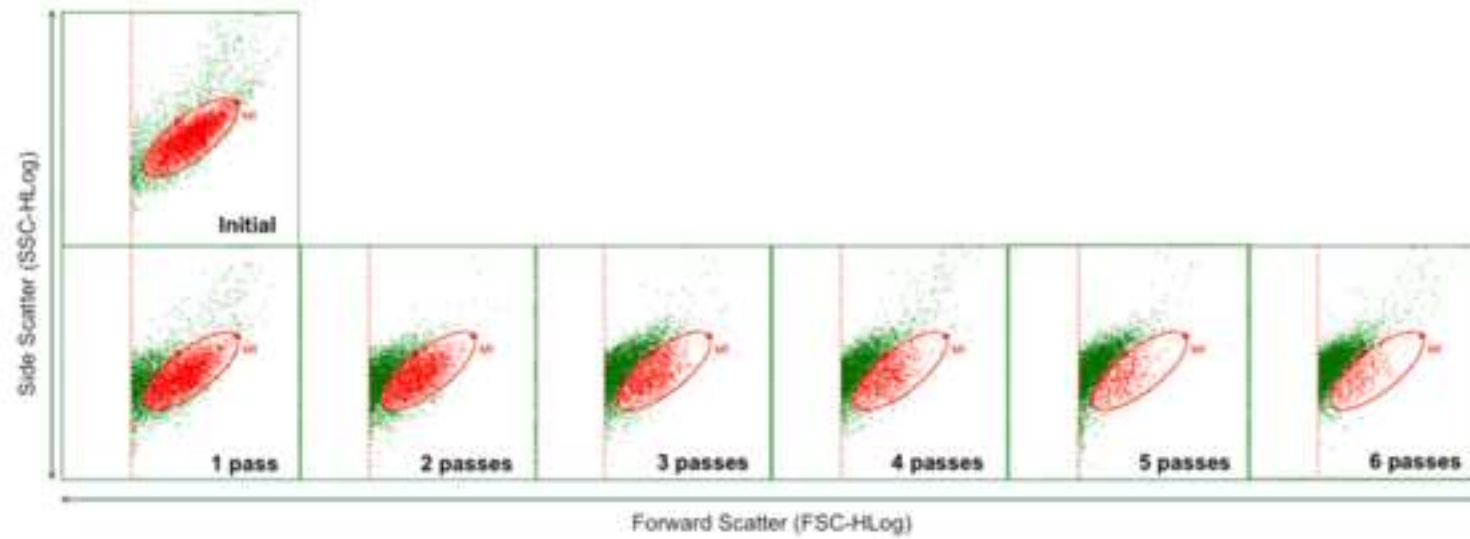 Side Scatter (SSC-HLog)
Initial
1 pass
2 passes
3 passes
4 passes
5 passes
6 passes
Forward Scatter (FSC-HLog)